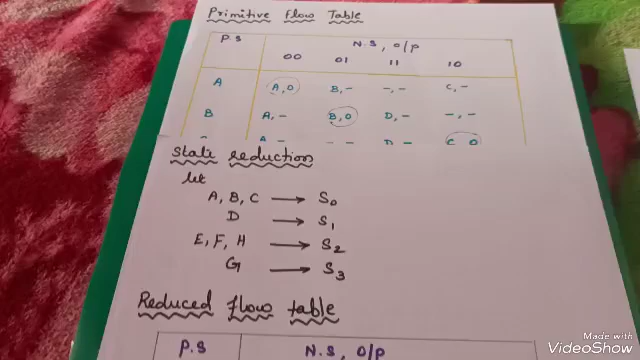 Primitive Flow Table
P.S N.S, O/P
00 01 11 10
A A,0 B,- -,- C,-
B A,- B,0 D,- -,-
A - - - D - C 0
State reduction
let
A, B, C → S0
D → S1
E, F, H → S2
G → S3
Reduced flow table
P.S N.S, O/P
Made with
VideoShow